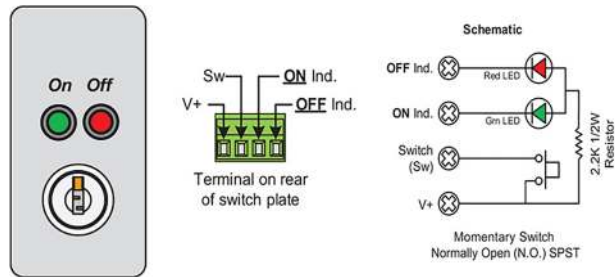 On Off
Sw
ON Ind.
V+
OFF Ind.
Terminal on rear
of switch plate
Schematic
OFF Ind.
Red LED
ON Ind.
Grn LED
Switch
(Sw)
V+
2.2K 1/2W
Resistor
Momentary Switch
Normally Open (N.O.) SPST